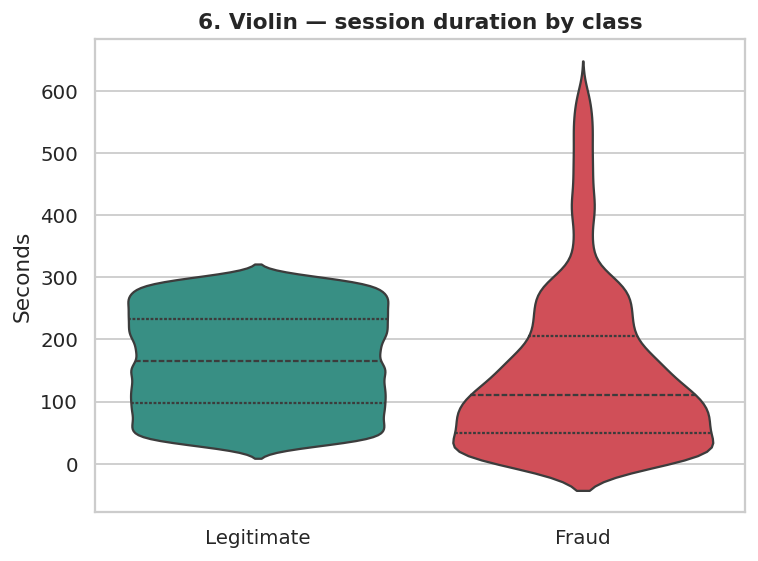 6. Violin — session duration by class
Seconds
600
500
400
300
200
100
0
Legitimate
Fraud